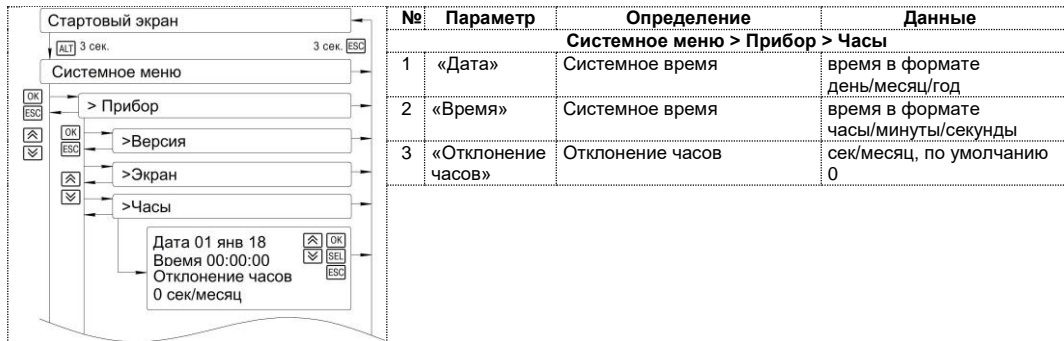 Стартовый экран
ALT 3 сек.
3 сек. ESC
Системное меню
OK
ESC
> Прибор
OK
ESC
>Версия
>Экран
>Часы
Дата 01 янв 18
OK
Время 00:00:00
SEL
Отклонение часов
ESC
0 сек/месяц
№ Параметр Определение Данные
Системное меню > Прибор > Часы
1 «Дата» Системное время время в формате
день/месяц/год
2 «Время» Системное время время в формате
часы/минуты/секунды
3 «Отклонение Отклонение часов сек/месяц, по умолчанию
часов» 0